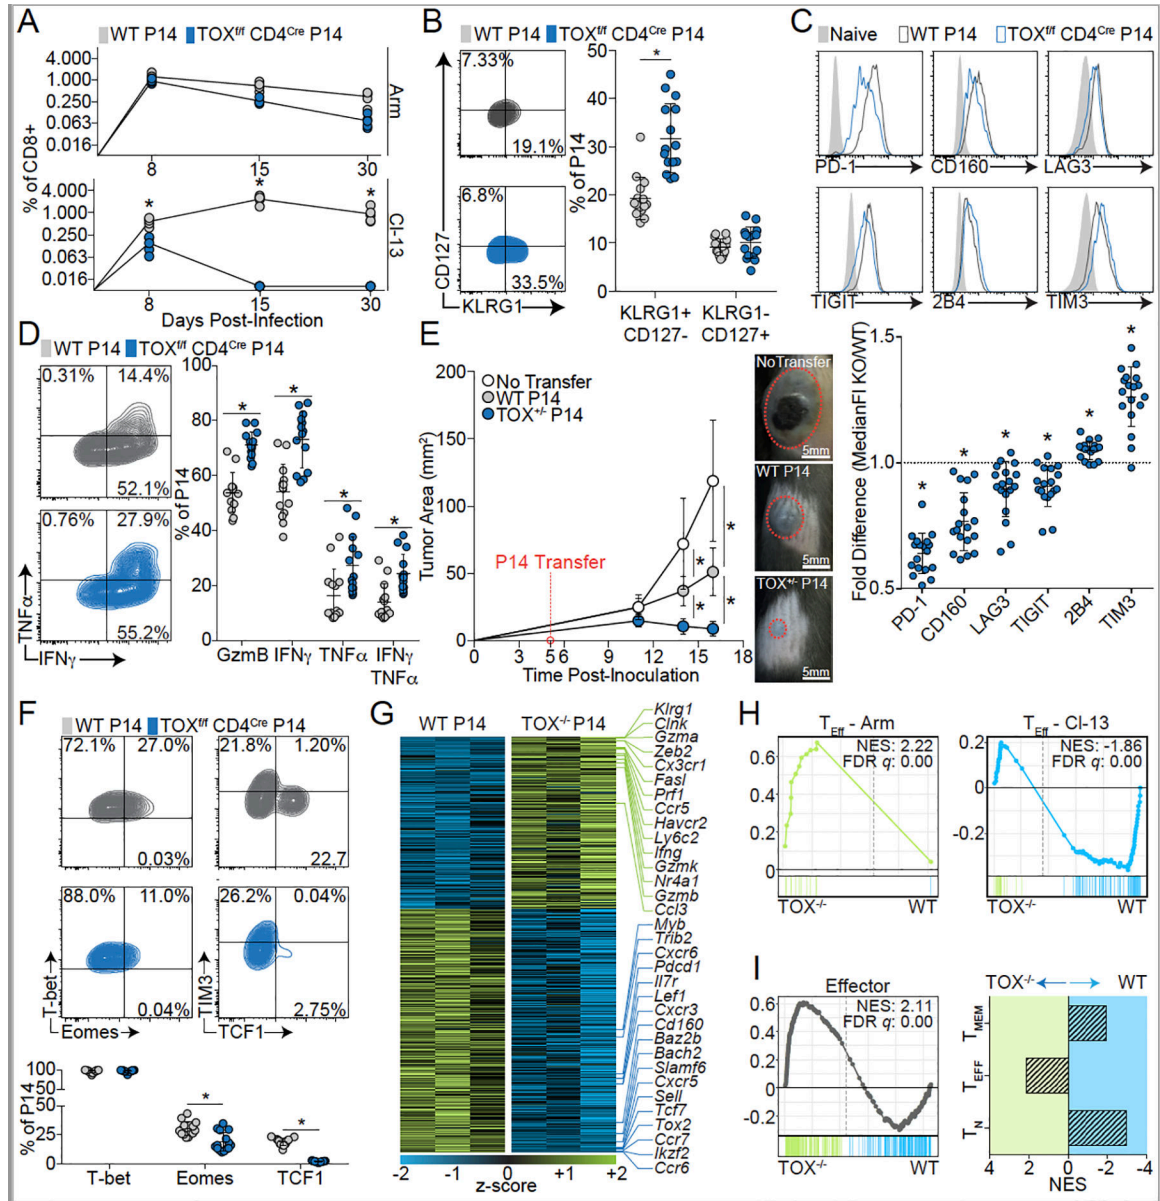 A
WT P14 TOXf/f CD4Cre P14
% of CD8+
4.000
1.000
0.250
0.063
0.016
8 15 30
Arm
4.000
1.000
0.250
0.063
0.016
* * *
Cl-13
8 15 30
Days Post-Infection
B
WT P14 TOXf/f CD4Cre P14
7.33%
19.1%
6.8%
33.5%
CD127
KLRG1
% of P14
50
40
30
20
10
0
*
KLRG1+ KLRG1-
CD127- CD127+
C
Naive WT P14 TOXf/f CD4Cre P14
PD-1 CD160 LAG3
TIGIT 2B4 TIM3
Fold Difference (MedianFI KO/WT)
1.5
1.0
0.5
* * * * * *
PD-1 CD160 LAG3 TIGIT 2B4 TIM3
D
WT P14 TOXf/f CD4Cre P14
0.31% 14.4%
52.1%
0.76% 27.9%
55.2%
TNFα
IFNγ
% of P14
100
80
60
40
20
0
* * * *
GzmB IFNγ TNFα IFNγ
TNFα
E
Tumor Area (mm2)
200
150
100
50
0
No Transfer
WT P14
TOX+/- P14
P14 Transfer
* * * *
0 3 5 6 9 12 15 18
Time Post-Inoculation
NoTransfer
5mm
WT P14
5mm
TOX+/- P14
5mm
F
WT P14 TOXf/f CD4Cre P14
72.1% 27.0%
0.03%
21.8% 1.20%
22.7
88.0% 11.0%
0.04%
26.2% 0.04%
2.75%
T-bet
Eomes
TIM3
TCF1
% of P14
100
50
50
25
0
* *
T-bet Eomes TCF1
G
WT P14 TOX-/- P14
Klrg1
Clnk
Gzma
Zeb2
Cx3cr1
Fasl
Prf1
Ccr5
Havcr2
Ly6c2
Ifng
Gzmk
Nr4a1
Gzmb
Ccl3
Myb
Trib2
Cxcr6
Pdcd1
Il7r
Lef1
Cxcr3
Cd160
Baz2b
Bach2
Slamf6
Cxcr5
Sell
Tcf7
Tox2
Ccr7
Ikzf2
Ccr6
-2 -1 0 +1 +2
z-score
H
TEff - Arm
NES: 2.22
FDR q: 0.00
0.6
0.4
0.2
0
TOX-/- WT
TEff - Cl-13
NES: -1.86
FDR q: 0.00
0.2
0
-0.2
TOX-/- WT
I
Effector
NES: 2.11
FDR q: 0.00
0.6
0.4
0.2
0
-0.2
TOX-/- WT
TOX-/- WT
TMEM
TEFF
TN
4 2 0 -2 -4
NES